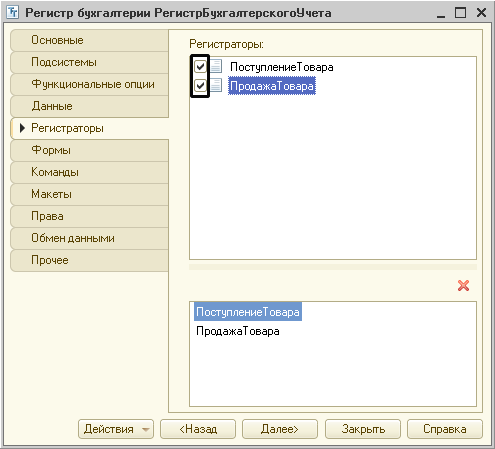 Регистр бухгалтерии РегистрБухгалтерскогоУчета
Основные
Подсистемы
Функциональные опции
Данные
Регистраторы
Формы
Команды
Макеты
Права
Обмен данными
Прочее
Регистраторы:
ПоступлениеТовара
ПродажаТовара
ПоступлениеТовара
ПродажаТовара
Действия
<Назад
Далее>
Закрыть
Справка